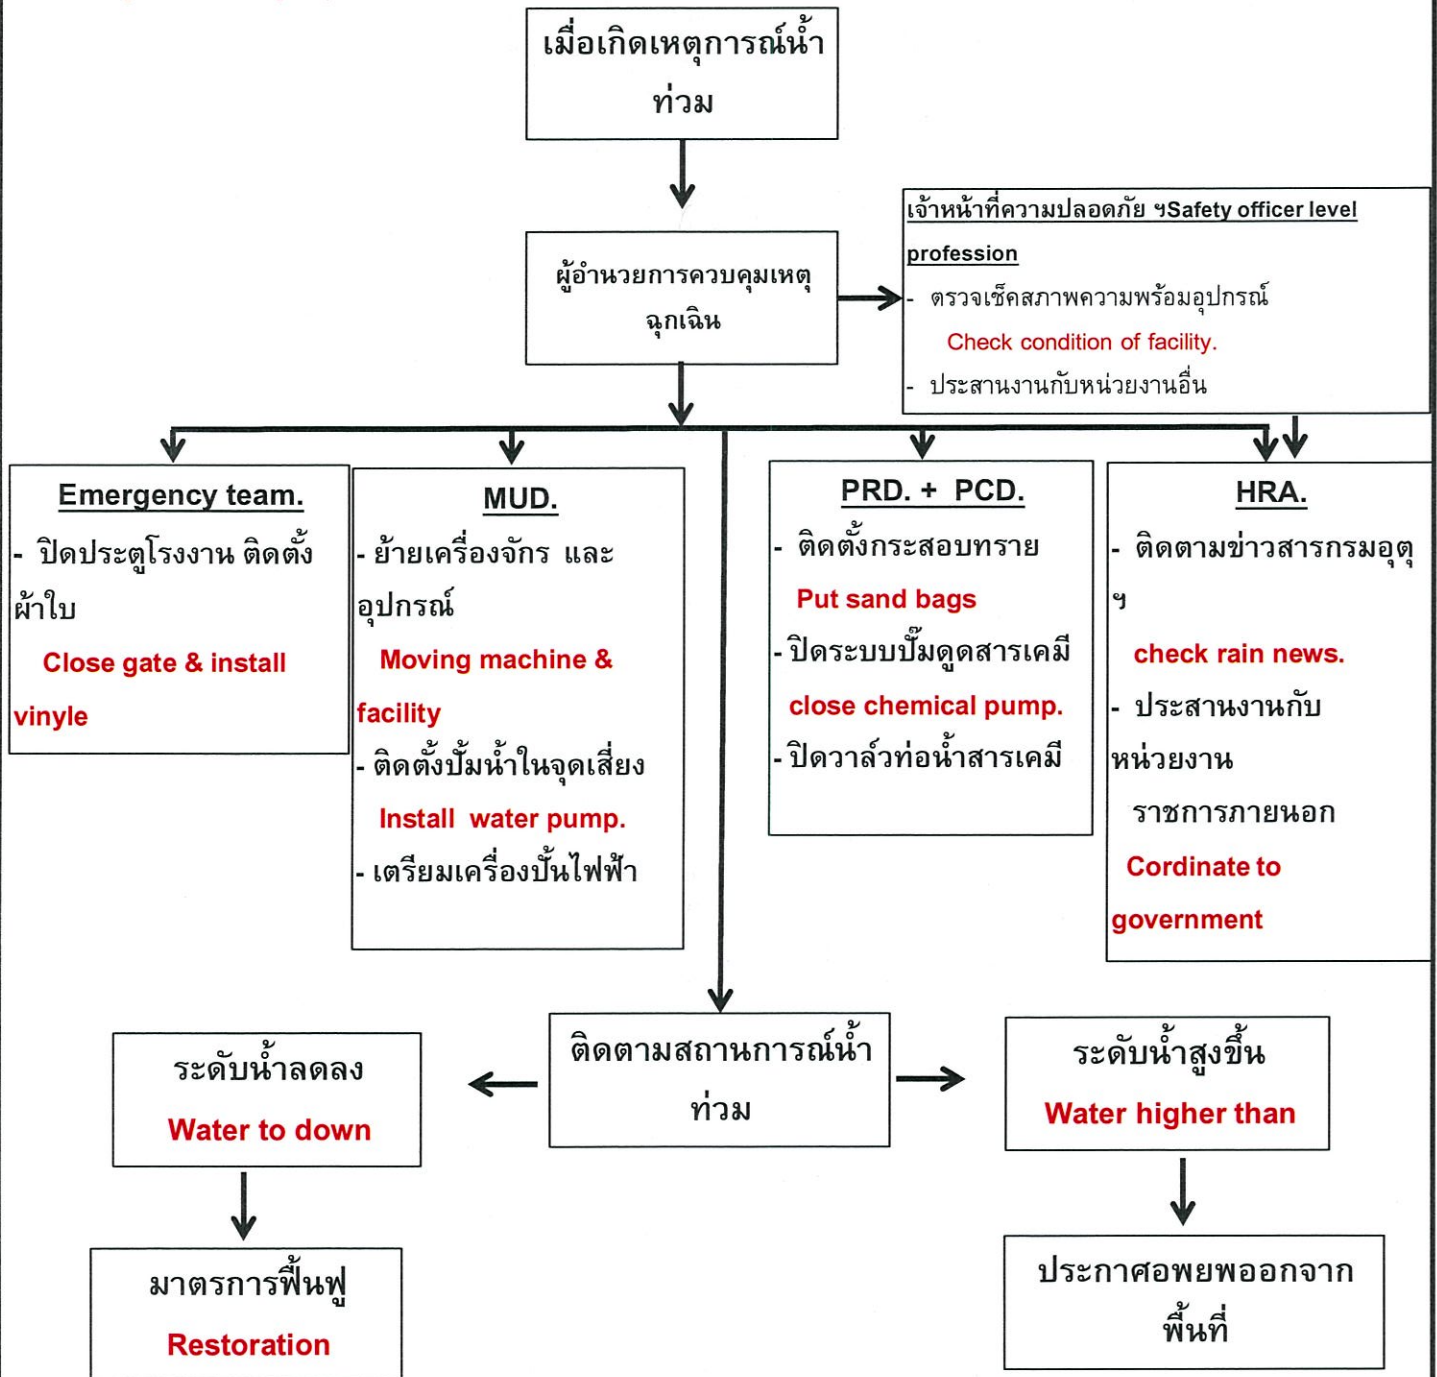 เมื่อเกิดเหตุการณ์น้ำ
ท่วม
ผู้อำนวยการควบคุมเหตุ
ฉุกเฉิน
เจ้าหน้าที่ความปลอดภัย ฯSafety officer level
profession
- ตรวจเช็คสภาพความพร้อมอุปกรณ์
Check condition of facility.
- ประสานงานกับหน่วยงานอื่น
Emergency team.
- ปิดประตูโรงงาน ติดตั้ง
ผ้าใบ
Close gate & install
vinyle
MUD.
- ย้ายเครื่องจักร และ
อุปกรณ์
Moving machine &
facility
- ติดตั้งปั้มน้ำในจุดเสี่ยง
Install water pump.
- เตรียมเครื่องปั้นไฟฟ้า
PRD. + PCD.
- ติดตั้งกระสอบทราย
Put sand bags
- ปิดระบบปั๊มดูดสารเคมี
close chemical pump.
- ปิดวาล์วท่อน้ำสารเคมี
HRA.
- ติดตามข่าวสารกรมอุตุ
ฯ
check rain news.
- ประสานงานกับ
หน่วยงาน
ราชการภายนอก
Cordinate to
government
ติดตามสถานการณ์น้ำ
ท่วม
ระดับน้ำลดลง
Water to down
ระดับน้ำสูงขึ้น
Water higher than
มาตรการฟื้นฟู
Restoration
ประกาศอพยพออกจาก
พื้นที่